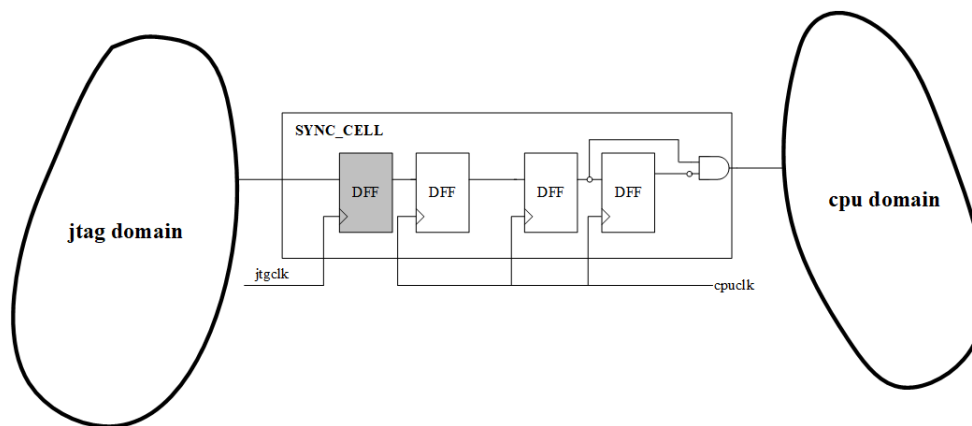 SYNC_CELL
DFF
DFF
DFF
DFF
jtag domain
cpu domain
jtgclk
cpuclk